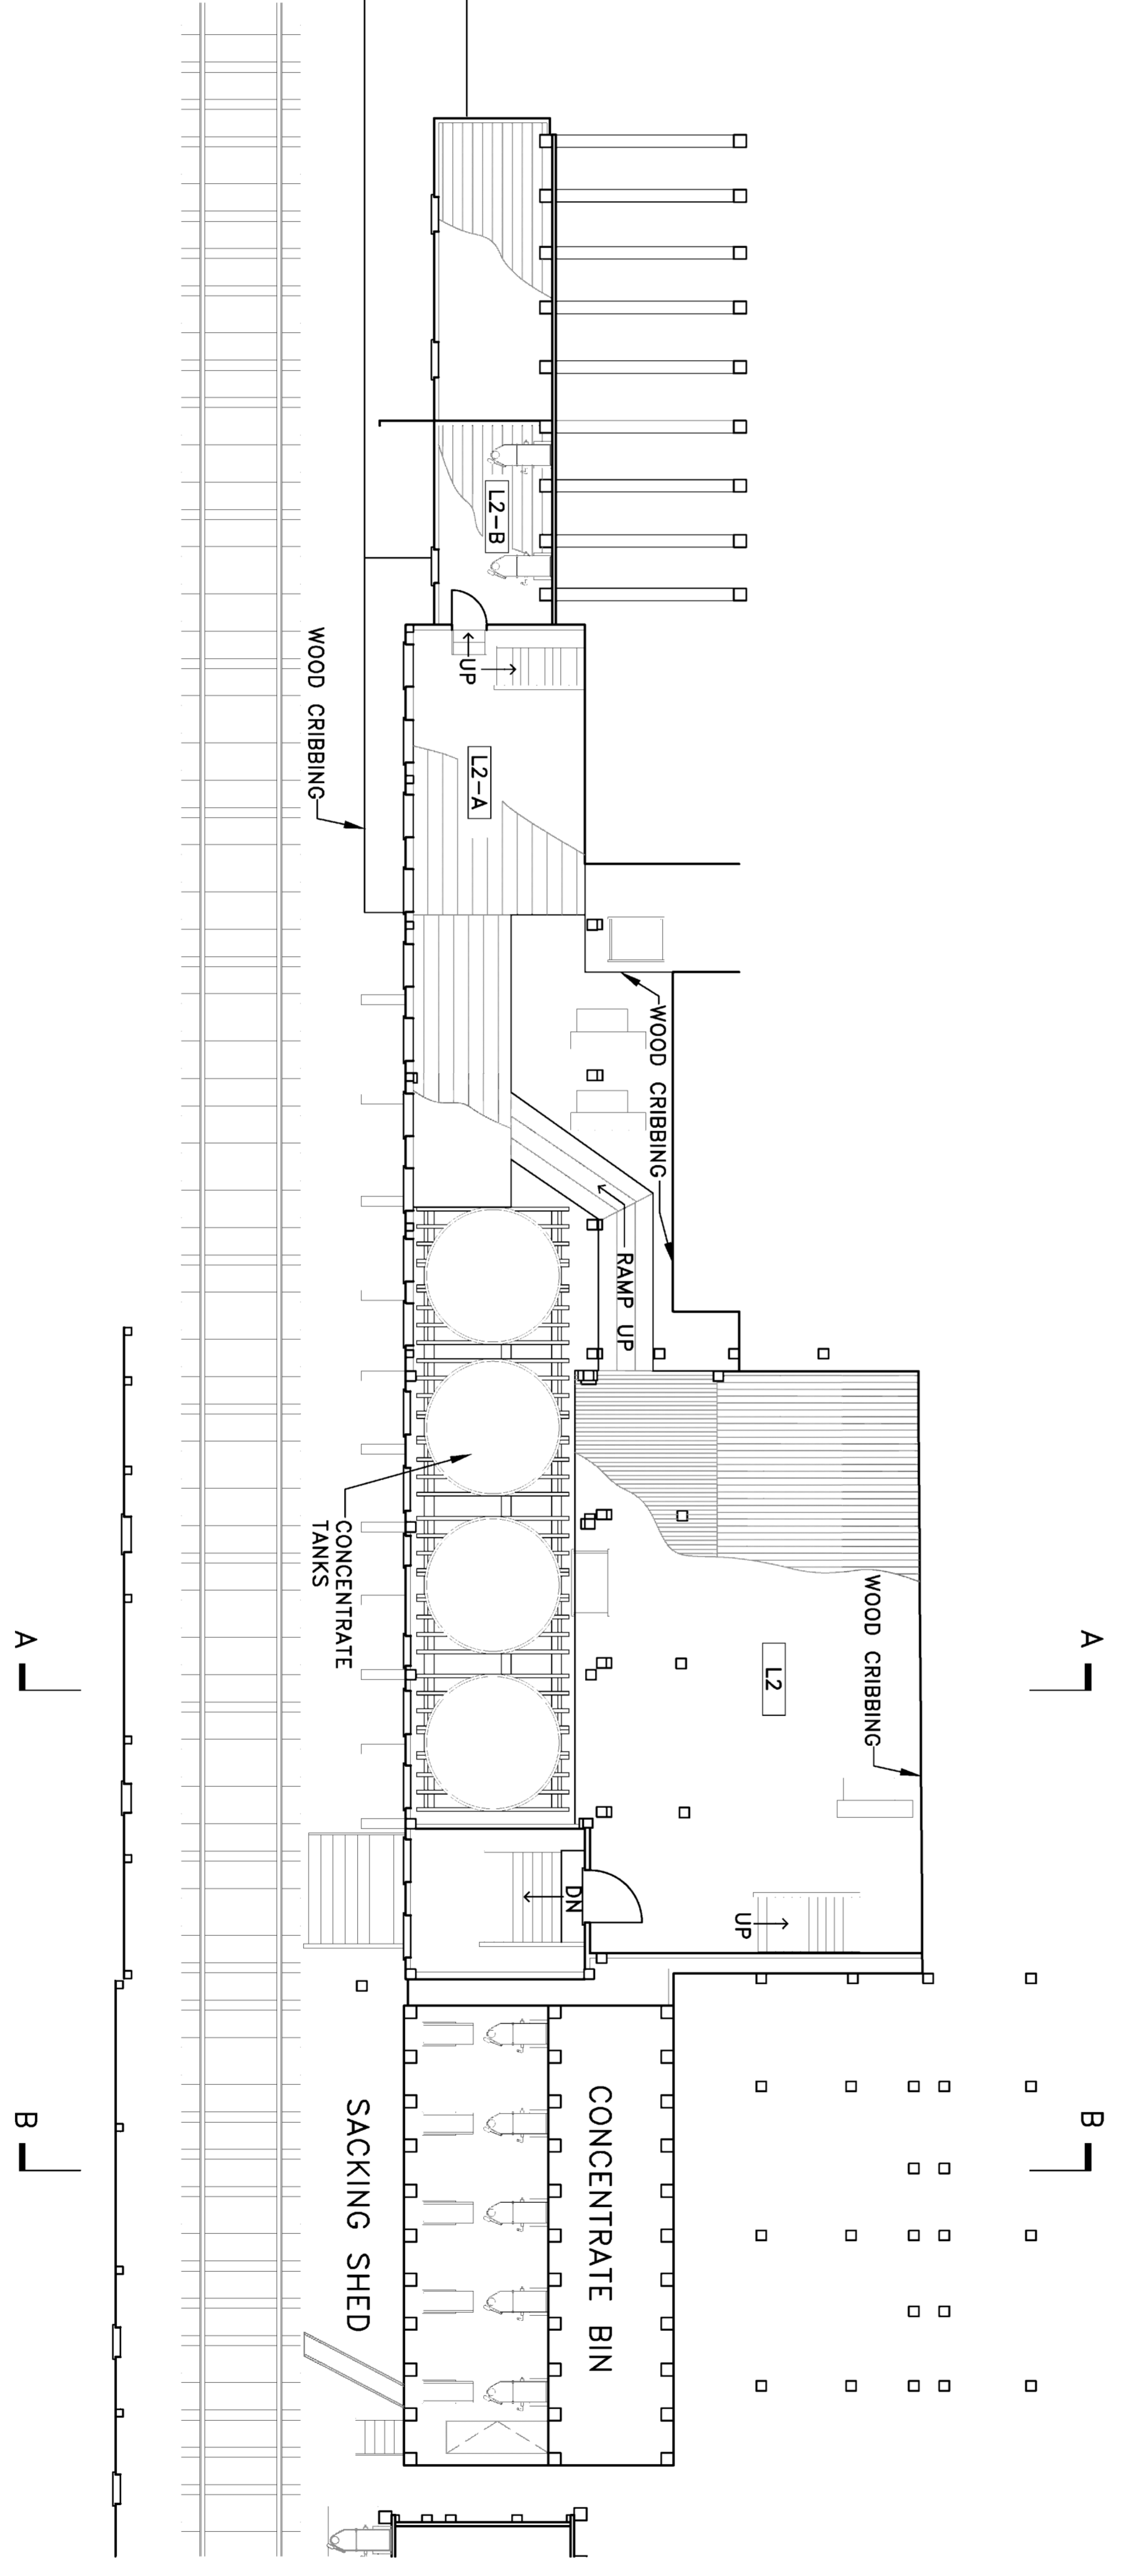 L2-B
UP
WOOD CRIBBING
L2-A
WOOD CRIBBING
RAMP UP
CONCENTRATE
TANKS
WOOD CRIBBING
L2
A
A
DN
UP
SACKING SHED
CONCENTRATE BIN
B
B